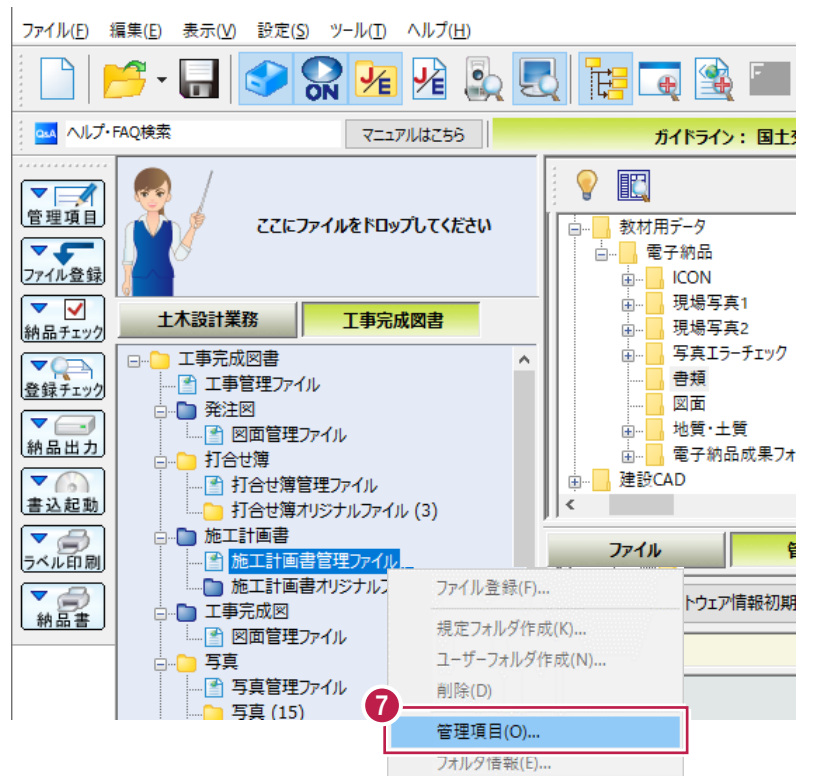 ファイル(F) 編集(E) 表示(V) 設定(S) ツール(T) ヘルプ(H)
ON
J/E
J/E
Q&A ヘルプ・FAQ検索
マニュアルはこちら
ガイドライン： 国土
管理項目
ファイル登録
納品チェック
登録チェック
納品出力
書込起動
ラベル印刷
納品書
ここにファイルをドロップしてください
土木設計業務
工事完成図書
工事完成図書
工事管理ファイル
発注図
図面管理ファイル
打合せ簿
打合せ簿管理ファイル
打合せ簿オリジナルファイル (3)
施工計画書
施工計画書管理ファイル...
施工計画書オリジナルフ
工事完成図
図面管理ファイル
写真
写真管理ファイル
写真 (15)
教材用データ
電子納品
ICON
現場写真1
現場写真2
写真エラーチェック
書類
図面
地質・土質
電子納品成果フォ
建設CAD
ファイル
トウェア情報初期
ファイル登録(F)...
規定フォルダ作成(K)...
ユーザーフォルダ作成(N)...
削除(D)
7
管理項目(O)...
フォルダ情報(E)...